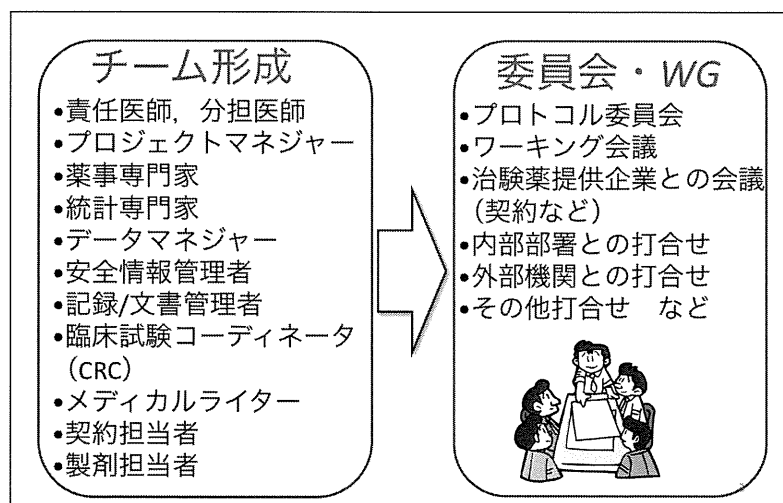 チーム形成
•責任医師，分担医師
•プロジェクトマネジャー
•薬事専門家
•統計専門家
•データマネジャー
•安全情報管理者
•記録/文書管理者
•臨床試験コーディネータ
（CRC）
•メディカルライター
•契約担当者
•製剤担当者
委員会・WG
•プロトコル委員会
•ワーキング会議
•治験薬提供企業との会議
（契約など）
•内部部署との打合せ
•外部機関との打合せ
•その他打合せ　など